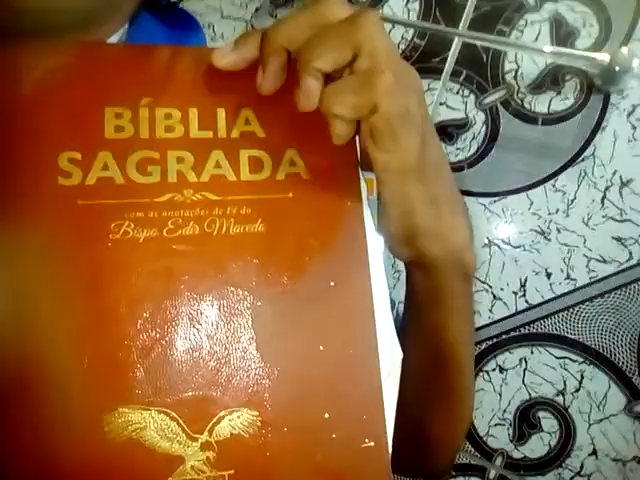 BÍBLIA
SAGRADA
com as anotações de Fé do
Bispo Edir Macedo